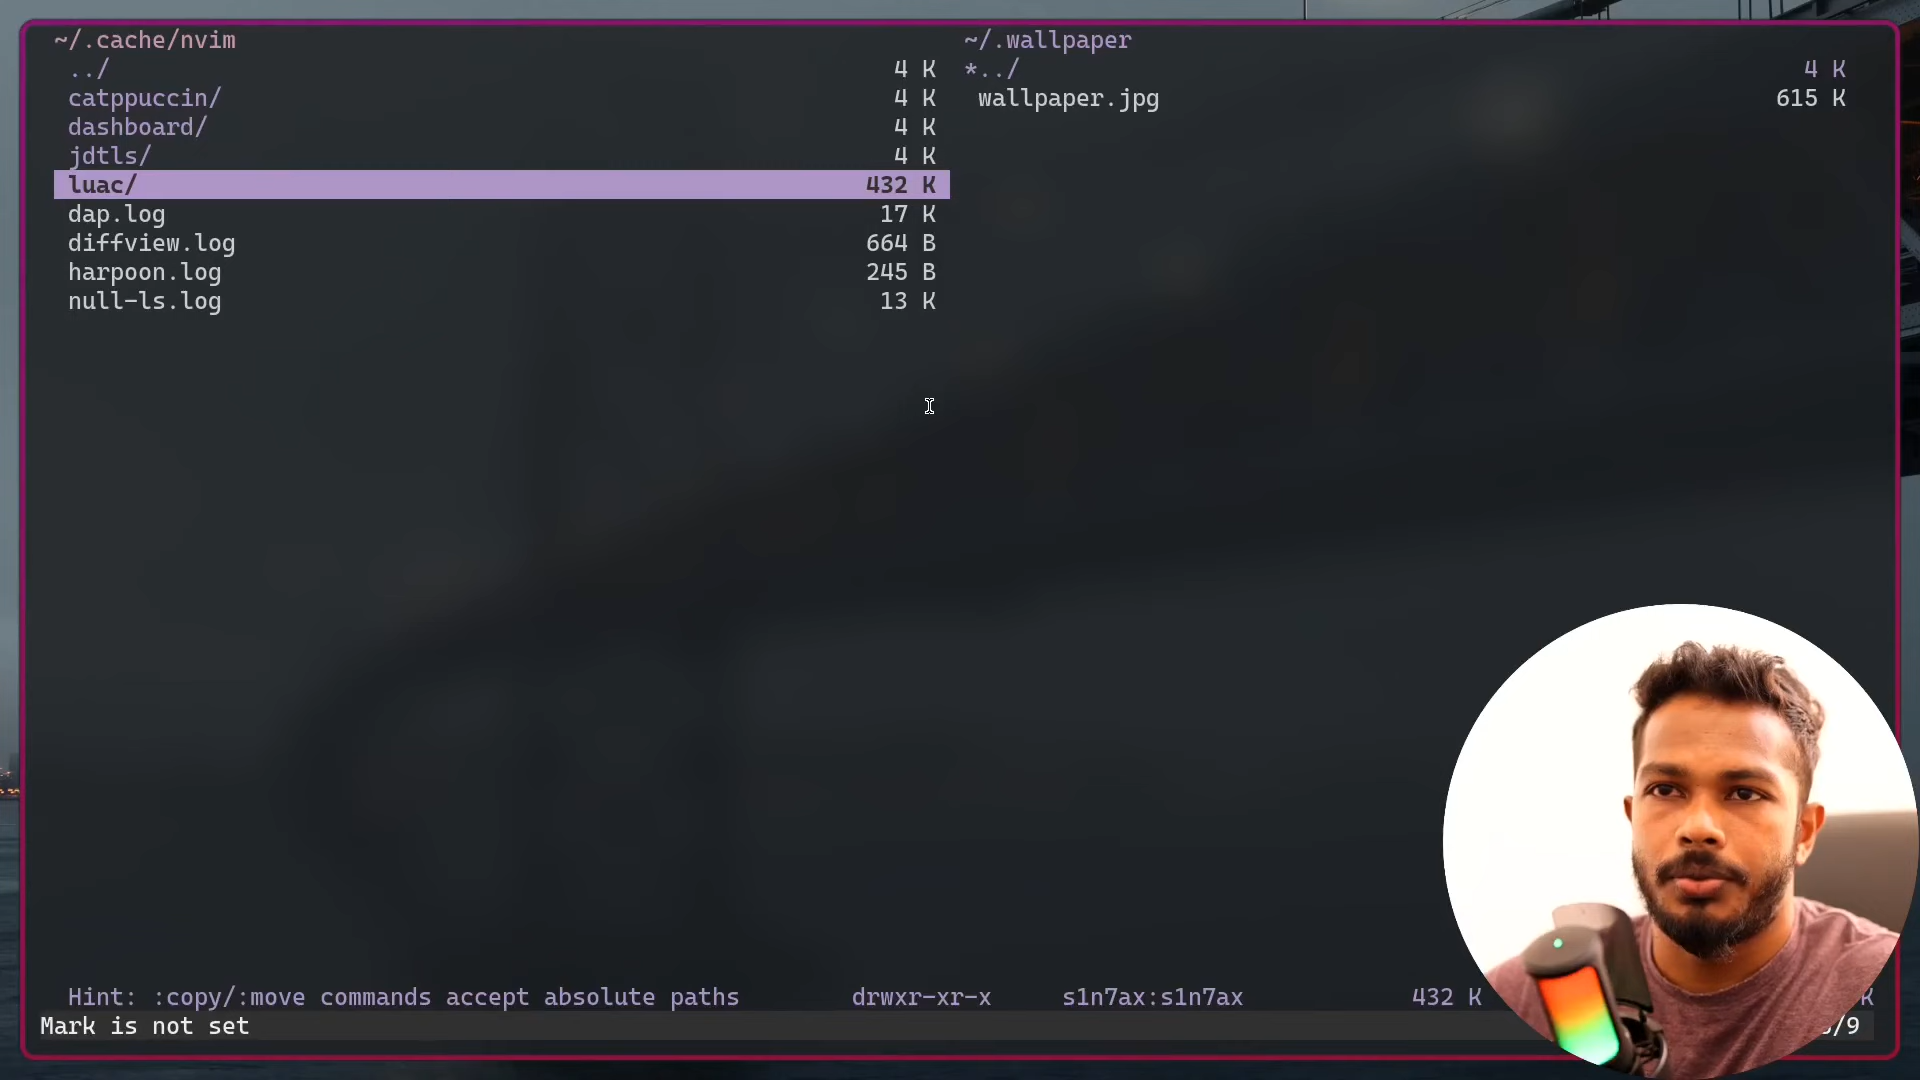 ~/.cache/nvim
../ 4 K
catppuccin/ 4 K
dashboard/ 4 K
jdtls/ 4 K
luac/ 432 K
dap.log 17 K
diffview.log 664 B
harpoon.log 245 B
null-ls.log 13 K
~/.wallpaper
*../ 4 K
wallpaper.jpg 615 K
Hint: :copy/:move commands accept absolute paths drwxr-xr-x s1n7ax:s1n7ax 432 K K
Mark is not set /9